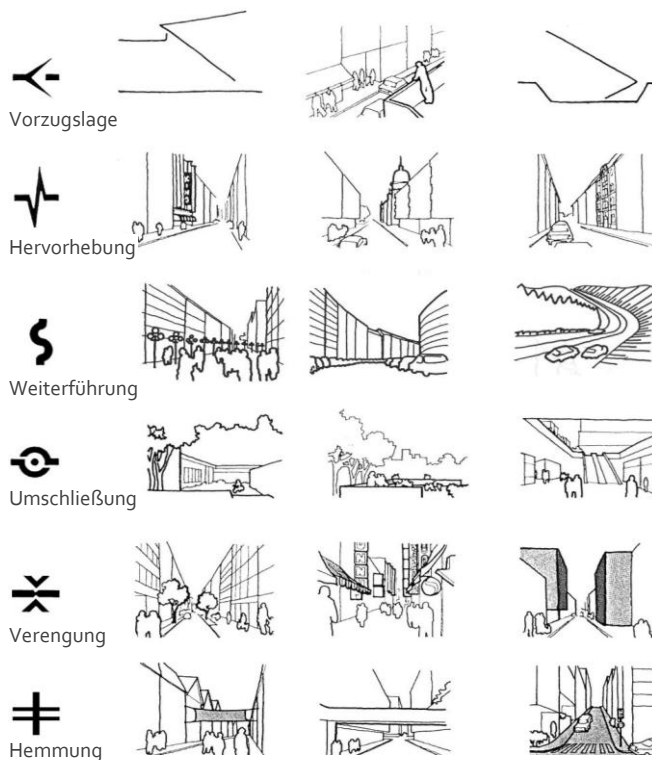 Vorzugslage
Hervorhebung
Weiterführung
Umschließung
Verengung
Hemmung